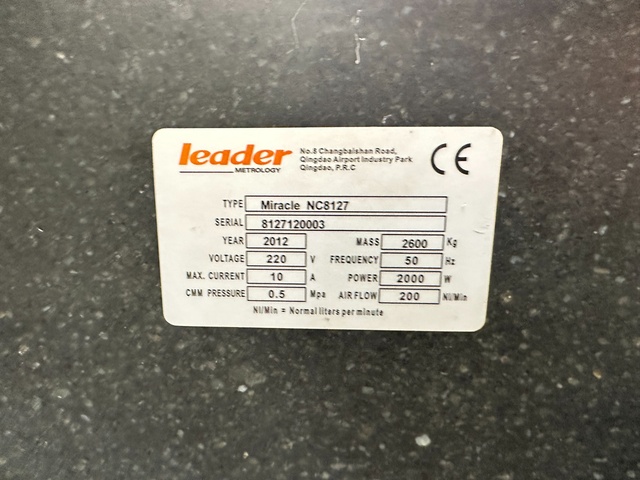 leader
METROLOGY
No.8 Changbaishan Road,
Qingdao Airport Industry Park
Qingdao, P.R.C
CE
TYPE Miracle NC8127
SERIAL 8127120003
YEAR 2012 MASS 2600 Kg
VOLTAGE 220 V FREQUENCY 50 Hz
MAX. CURRENT 10 A POWER 2000 W
CMM PRESSURE 0.5 Mpa AIR FLOW 200 Nl/Min
Nl/Min = Normal liters per minute